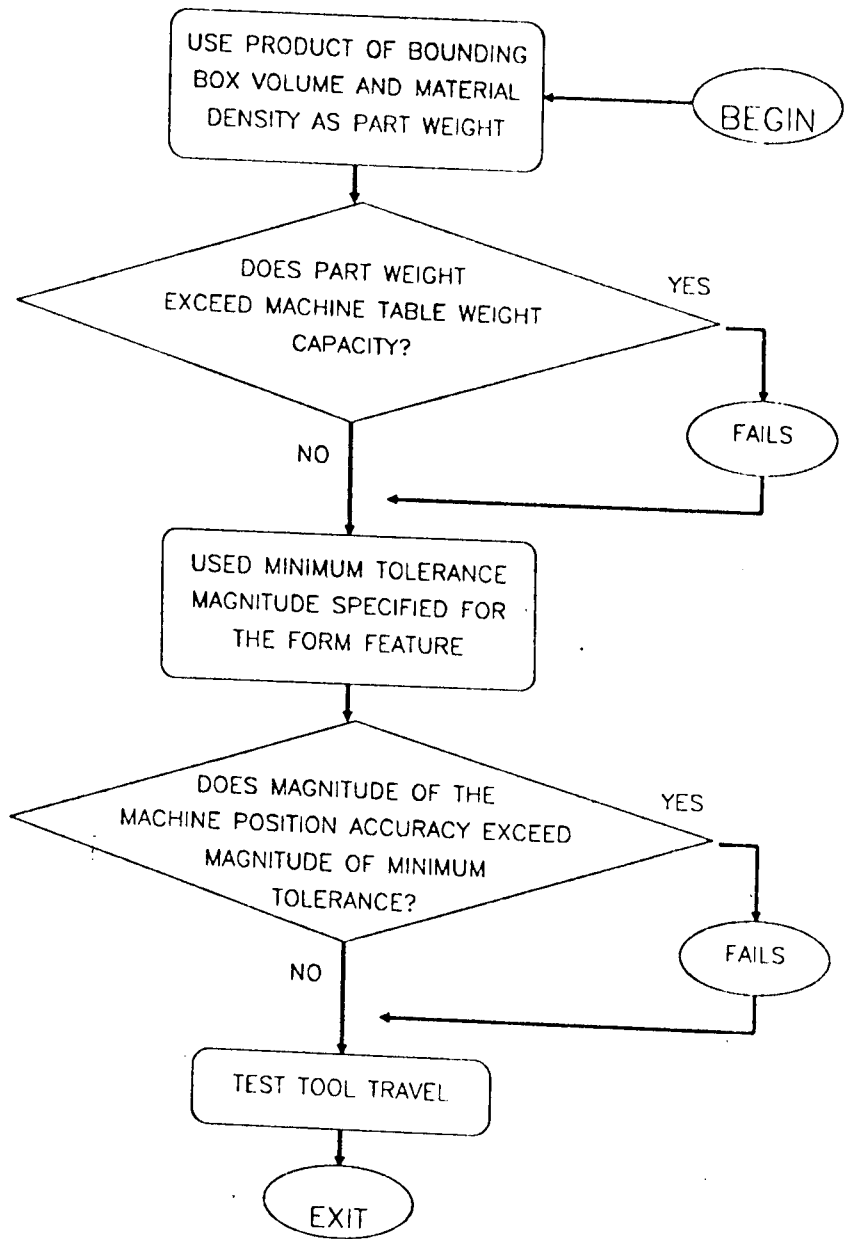 USE PRODUCT OF BOUNDING
BOX VOLUME AND MATERIAL
DENSITY AS PART WEIGHT
BEGIN
DOES PART WEIGHT
EXCEED MACHINE TABLE WEIGHT
CAPACITY?
YES
FAILS
NO
USED MINIMUM TOLERANCE
MAGNITUDE SPECIFIED FOR
THE FORM FEATURE
DOES MAGNITUDE OF THE
MACHINE POSITION ACCURACY EXCEED
MAGNITUDE OF MINIMUM
TOLERANCE?
YES
FAILS
NO
TEST TOOL TRAVEL
EXIT